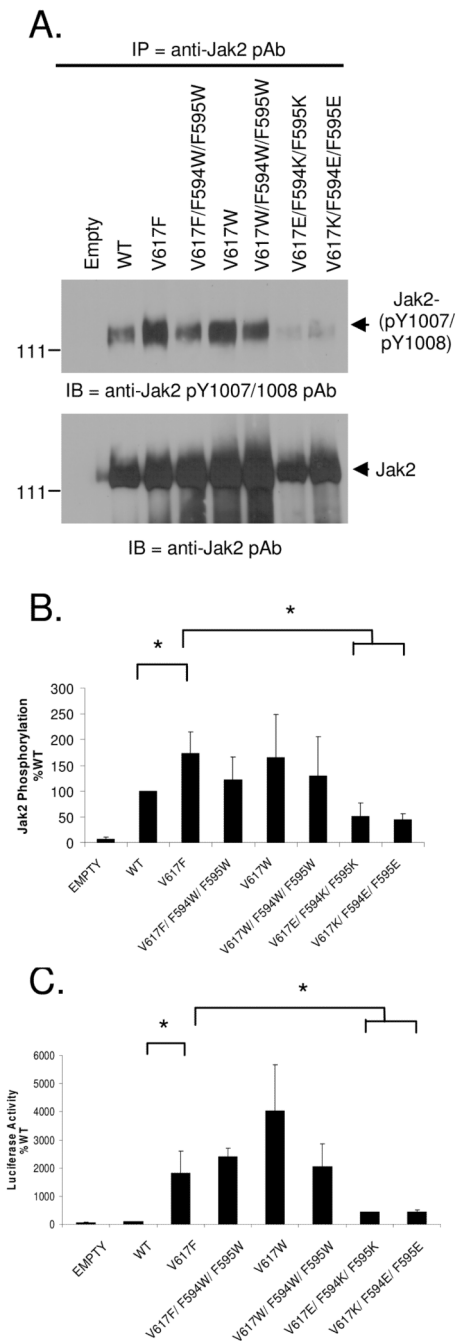 A.
IP = anti-Jak2 pAb
Empty
WT
V617F
V617F/F594W/F595W
V617W
V617W/F594W/F595W
V617E/F594K/F595K
V617K/F594E/F595E
Jak2-
(pY1007/
pY1008)
111
IB = anti-Jak2 pY1007/1008 pAb
Jak2
111
IB = anti-Jak2 pAb
B.
*
*
Jak2 Phosphorylation
%WT
300
250
200
150
100
50
0
EMPTY
WT
V617F
V617F/ F594W/ F595W
V617W
V617W/ F594W/ F595W
V617E/ F594K/ F595K
V617K/ F594E/ F595E
C.
*
*
Luciferase Activity
%WT
6000
5000
4000
3000
2000
1000
0
EMPTY
WT
V617F
V617F/ F594W/ F595W
V617W
V617W/ F594W/ F595W
V617E/ F594K/ F595K
V617K/ F594E/ F595E